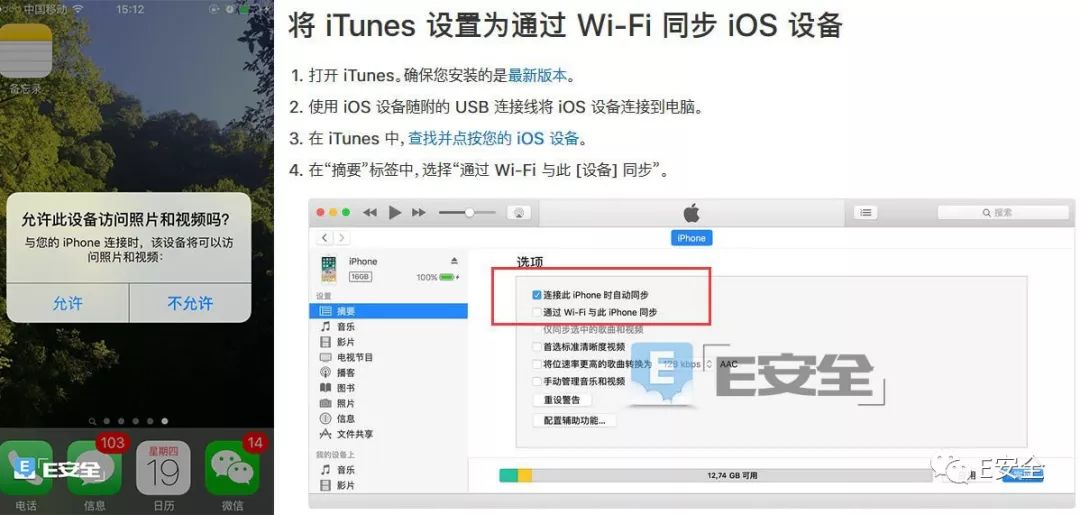 中国移动
15:12
备忘录
允许此设备访问照片和视频吗?
与您的 iPhone 连接时，该设备将可以访
问照片和视频:
允许
不允许
103
14
星期四
19
E安全
电话
信息
日历
微信
将 iTunes 设置为通过 Wi-Fi 同步 iOS 设备
1. 打开 iTunes。确保您安装的是最新版本。
2. 使用 iOS 设备随附的 USB 连接线将 iOS 设备连接到电脑。
3. 在 iTunes 中，查找并点按您的 iOS 设备。
4. 在“摘要”标签中，选择“通过 Wi-Fi 与此 [设备] 同步”。
搜索
iPhone
iPhone
16GB
100%
设置
摘要
音乐
影片
电视节目
播客
图书
照片
信息
文件共享
我的设备上
音乐
影片
选项
连接此 iPhone 时自动同步
通过 Wi-Fi 与此 iPhone 同步
仅同步选中的歌曲和视频
首选标准清晰度视频
将位速率更高的歌曲转换为 128 kbps AAC
手动管理音乐和视频
重设警告
配置辅助功能...
E安全
12.74 GB 可用
E安全